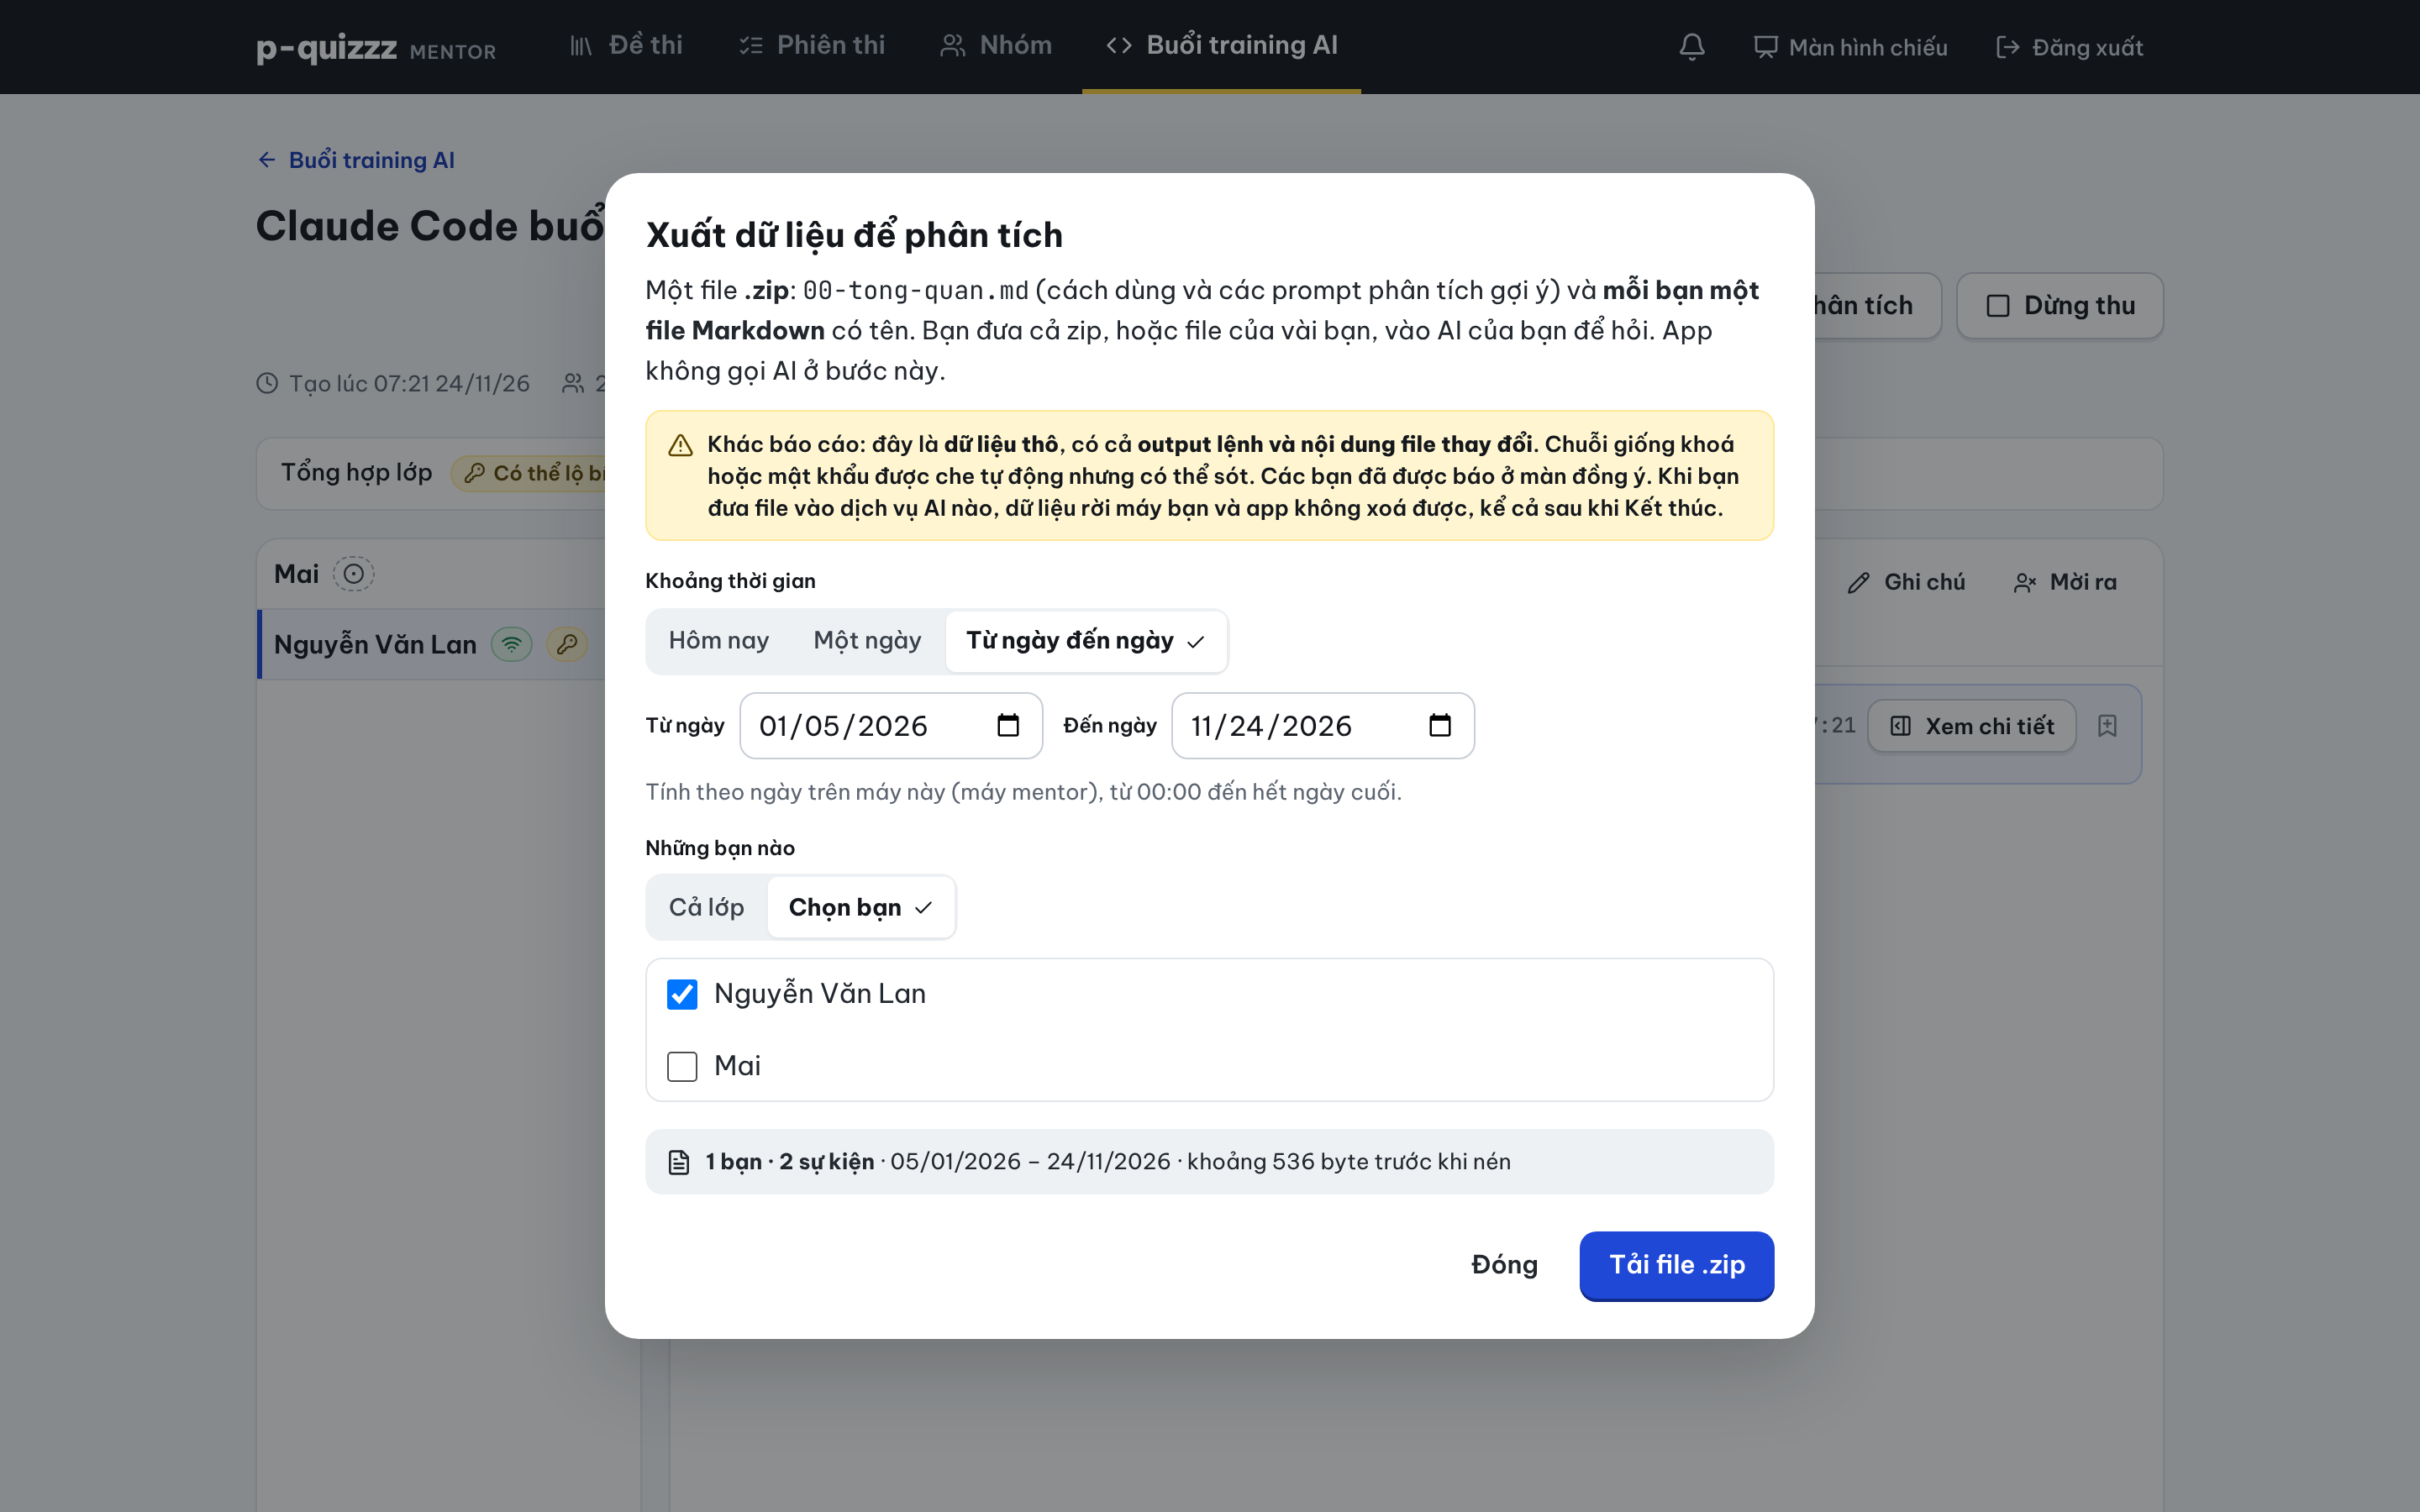 p-quizzz MENTOR
Đề thi
Phiên thi
Nhóm
Buổi training AI
Màn hình chiếu
Đăng xuất
Buổi training AI
Claude Code buổ
hân tích
Dừng thu
Tạo lúc 07:21 24/11/26
2
Tổng hợp lớp
Có thể lộ bí
Mai
Nguyễn Văn Lan
Ghi chú
Mời ra
:21
Xem chi tiết
Xuất dữ liệu để phân tích
Một file .zip: 00-tong-quan.md (cách dùng và các prompt phân tích gợi ý) và mỗi bạn một
file Markdown có tên. Bạn đưa cả zip, hoặc file của vài bạn, vào AI của bạn để hỏi. App
không gọi AI ở bước này.
Khác báo cáo: đây là dữ liệu thô, có cả output lệnh và nội dung file thay đổi. Chuỗi giống khoá
hoặc mật khẩu được che tự động nhưng có thể sót. Các bạn đã được báo ở màn đồng ý. Khi bạn
đưa file vào dịch vụ AI nào, dữ liệu rời máy bạn và app không xoá được, kể cả sau khi Kết thúc.
Khoảng thời gian
Hôm nay
Một ngày
Từ ngày đến ngày
Từ ngày
01/05/2026
Đến ngày
11/24/2026
Tính theo ngày trên máy này (máy mentor), từ 00:00 đến hết ngày cuối.
Những bạn nào
Cả lớp
Chọn bạn
Nguyễn Văn Lan
Mai
1 bạn · 2 sự kiện · 05/01/2026 – 24/11/2026 · khoảng 536 byte trước khi nén
Đóng
Tải file .zip